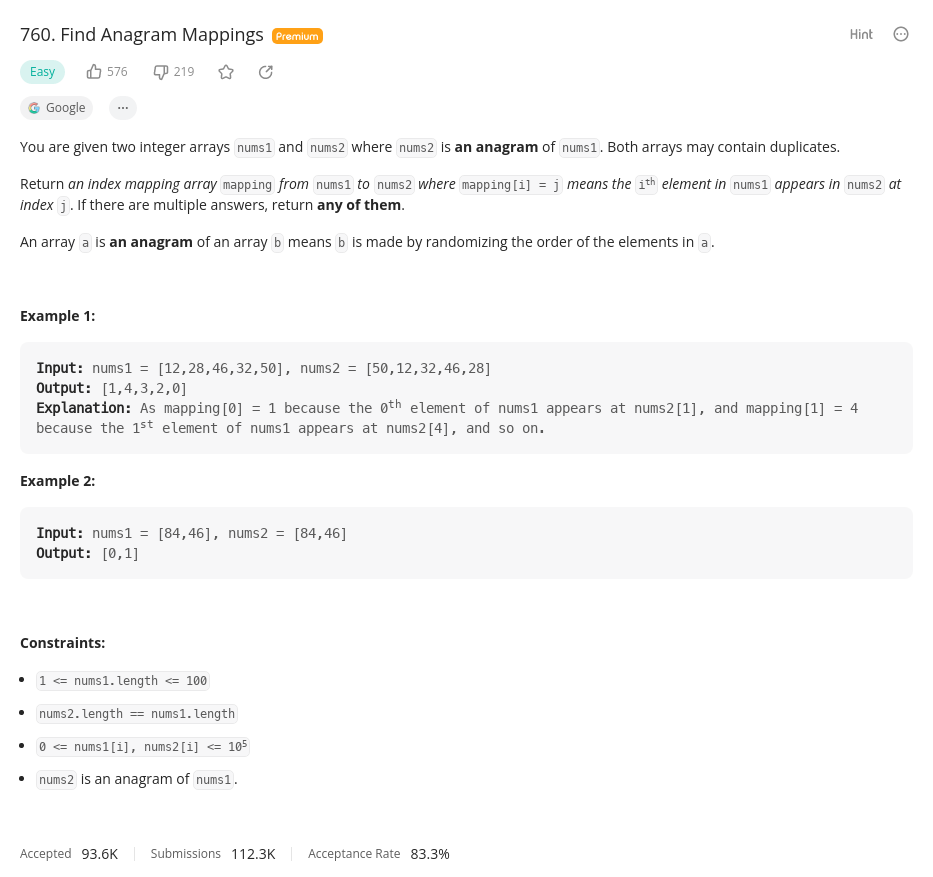 760. Find Anagram Mappings Premium Hint
Easy 576 219
Google ...
You are given two integer arrays nums1 and nums2 where nums2 is an anagram of nums1. Both arrays may contain duplicates.
Return an index mapping array mapping from nums1 to nums2 where mapping[i] = j means the iᵗʰ element in nums1 appears in nums2 at
index j. If there are multiple answers, return any of them.
An array a is an anagram of an array b means b is made by randomizing the order of the elements in a.
Example 1:
Input: nums1 = [12,28,46,32,50], nums2 = [50,12,32,46,28]
Output: [1,4,3,2,0]
Explanation: As mapping[0] = 1 because the 0ᵗʰ element of nums1 appears at nums2[1], and mapping[1] = 4
because the 1ˢᵗ element of nums1 appears at nums2[4], and so on.
Example 2:
Input: nums1 = [84,46], nums2 = [84,46]
Output: [0,1]
Constraints:
• 1 <= nums1.length <= 100
• nums2.length == nums1.length
• 0 <= nums1[i], nums2[i] <= 10⁵
• nums2 is an anagram of nums1.
Accepted 93.6K Submissions 112.3K Acceptance Rate 83.3%